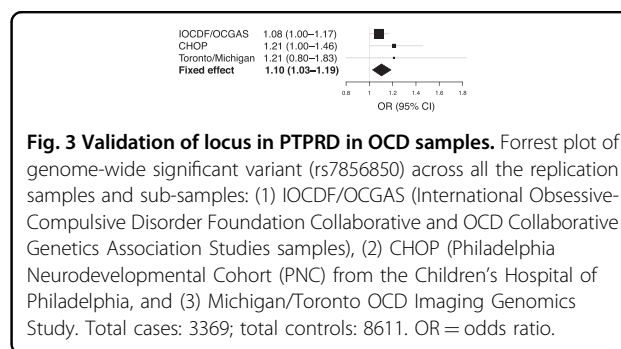 IOCDF/OCGAS 1.08 (1.00–1.17)
CHOP 1.21 (1.00–1.46)
Toronto/Michigan 1.21 (0.80–1.83)
Fixed effect 1.10 (1.03–1.19)
0.8 1 1.2 1.4 1.6 1.8
OR (95% CI)
Fig. 3 Validation of locus in PTPRD in OCD samples. Forrest plot of
genome-wide significant variant (rs7856850) across all the replication
samples and sub-samples: (1) IOCDF/OCGAS (International Obsessive-
Compulsive Disorder Foundation Collaborative and OCD Collaborative
Genetics Association Studies samples), (2) CHOP (Philadelphia
Neurodevelopmental Cohort (PNC) from the Children's Hospital of
Philadelphia, and (3) Michigan/Toronto OCD Imaging Genomics
Study. Total cases: 3369; total controls: 8611. OR = odds ratio.